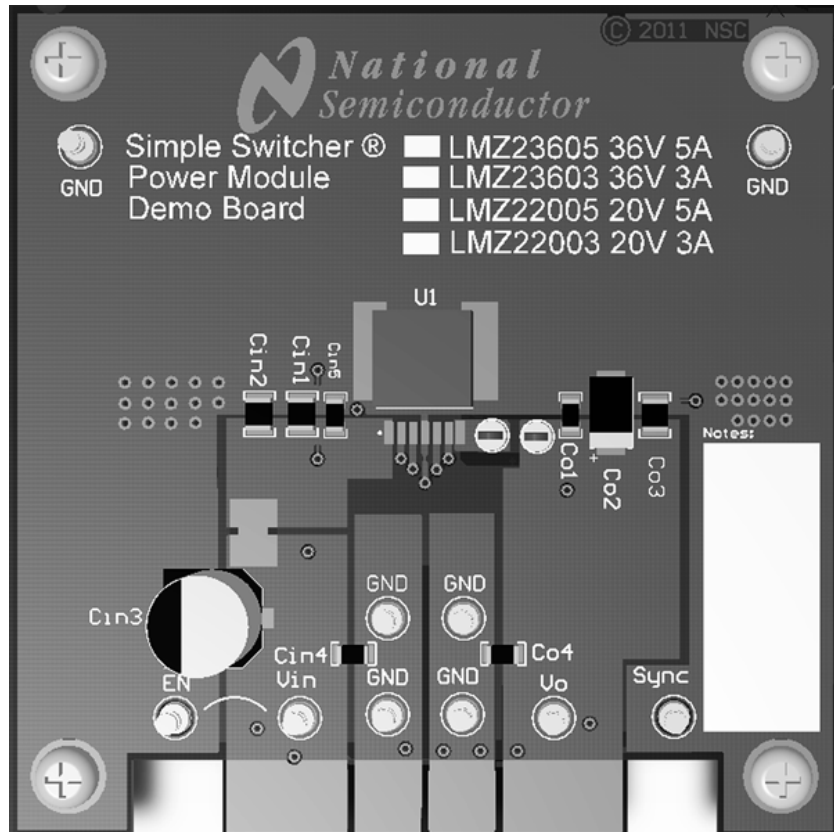 © 2011 NSC
National
Semiconductor
Simple Switcher ® LMZ23605 36V 5A
Power Module LMZ23603 36V 3A
Demo Board LMZ22005 20V 5A
LMZ22003 20V 3A
GND
GND
U1
Cin2
Cin1
Cin5
Notes:
*
+
Co1
Co2
Co3
GND
GND
Cin3
Cin4
Co4
EN
Vin
GND
GND
Vo
Sync